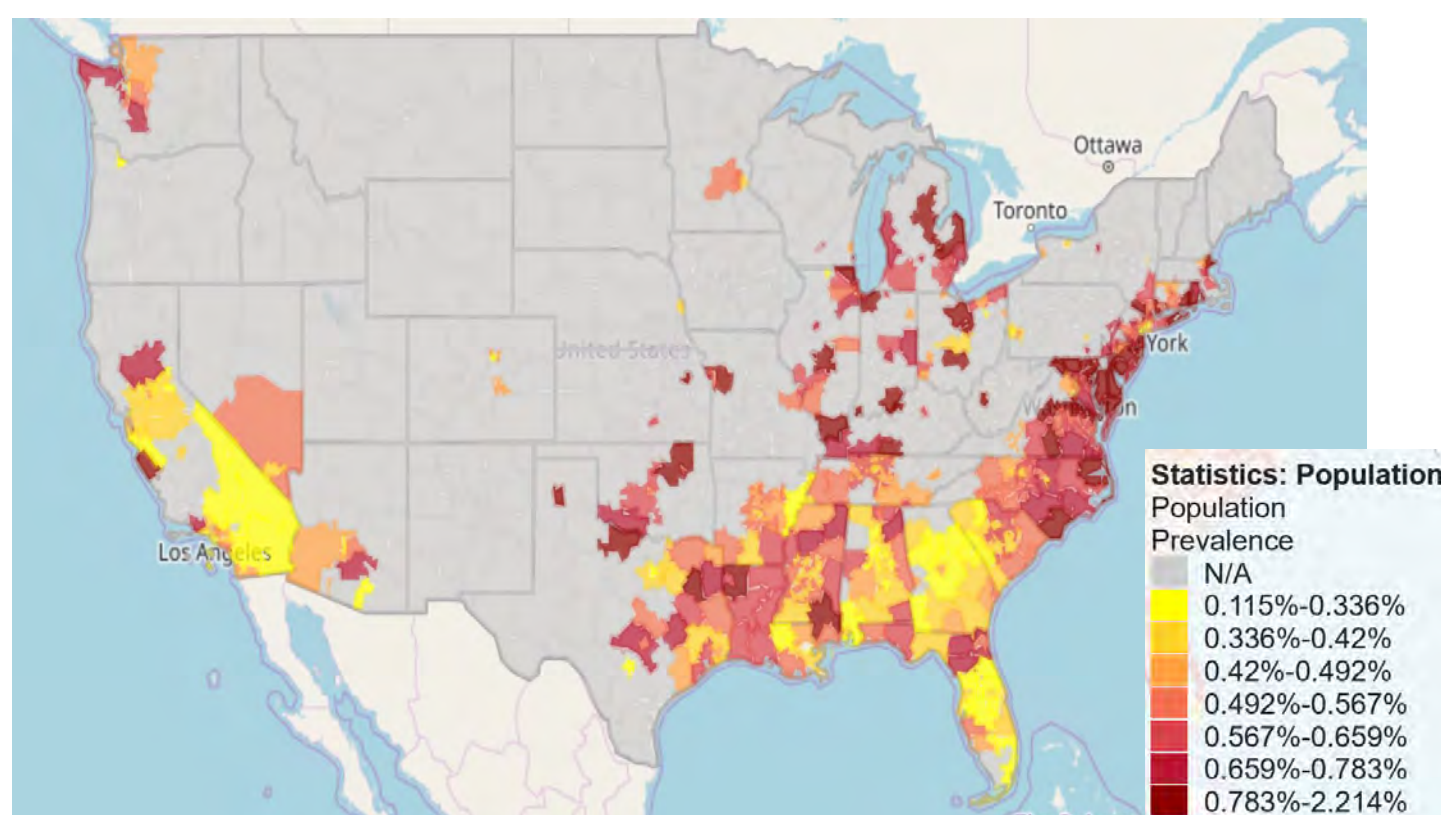 Ottawa
Toronto
York
United States
Washington
Los Angeles
Statistics: Population
Population
Prevalence
N/A
0.115%-0.336%
0.336%-0.42%
0.42%-0.492%
0.492%-0.567%
0.567%-0.659%
0.659%-0.783%
0.783%-2.214%